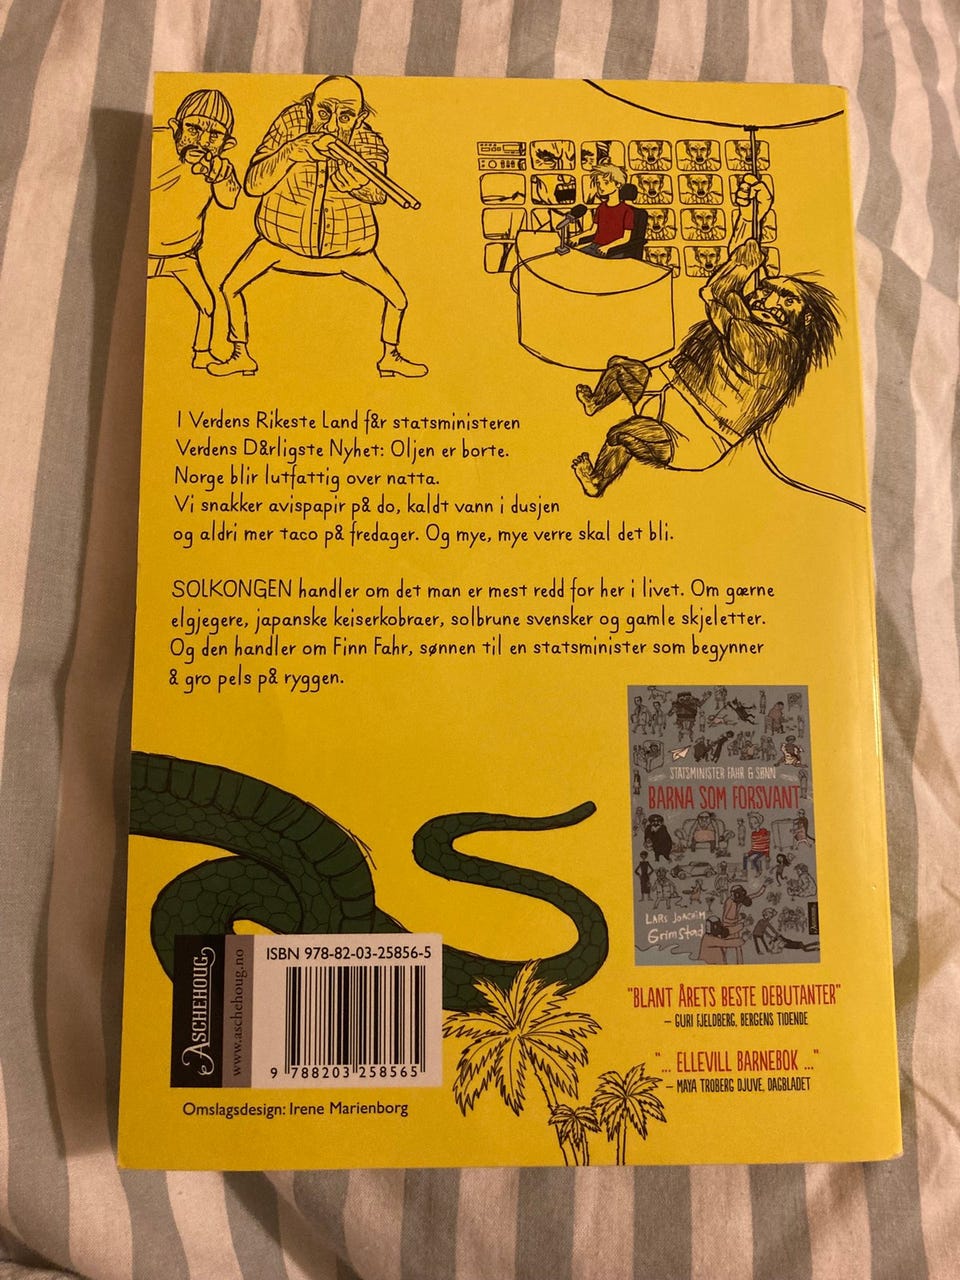 I Verdens Rikeste Land får statsministeren
Verdens Dårligste Nyhet: Oljen er borte.
Norge blir lutfattig over natta.
Vi snakker avispapir på do, kaldt vann i dusjen
og aldri mer taco på fredager. Og mye, mye verre skal det bli.
SOLKONGEN handler om det man er mest redd for her i livet. Om gærne
elgjegere, japanske keiserkobraer, solbrune svensker og gamle skjeletter.
Og den handler om Finn Fahr, sønnen til en statsminister som begynner
å gro pels på ryggen.
STATSMINISTER FAHR & SØNN
BARNA SOM FORSVANT
LARS JOACHIM
GRIMSTAD
"BLANT ÅRETS BESTE DEBUTANTER"
– GURI FJELDBERG, BERGENS TIDENDE
"... ELLEVILL BARNEBOK ..."
– MAYA TROBERG DJUVE, DAGBLADET
ASCHEHOUG
www.aschehoug.no
ISBN 978-82-03-25856-5
9 788203 258565
Omslagsdesign: Irene Marienborg